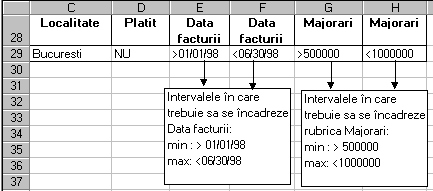 C D E F G H
Localitate Platit Data Data Majorari Majorari
28 facturii facturii
29 Bucuresti NU >01/01/98 <06/30/98 >500000 <1000000
30
31
32 Intervalele în care Intervalele în care
33 trebuie sa se încadreze trebuie sa se încadreze
34 Data facturii: rubrica Majorari:
35 min : > 01/01/98 min : > 500000
36 max: <06/30/98 max: <1000000
37